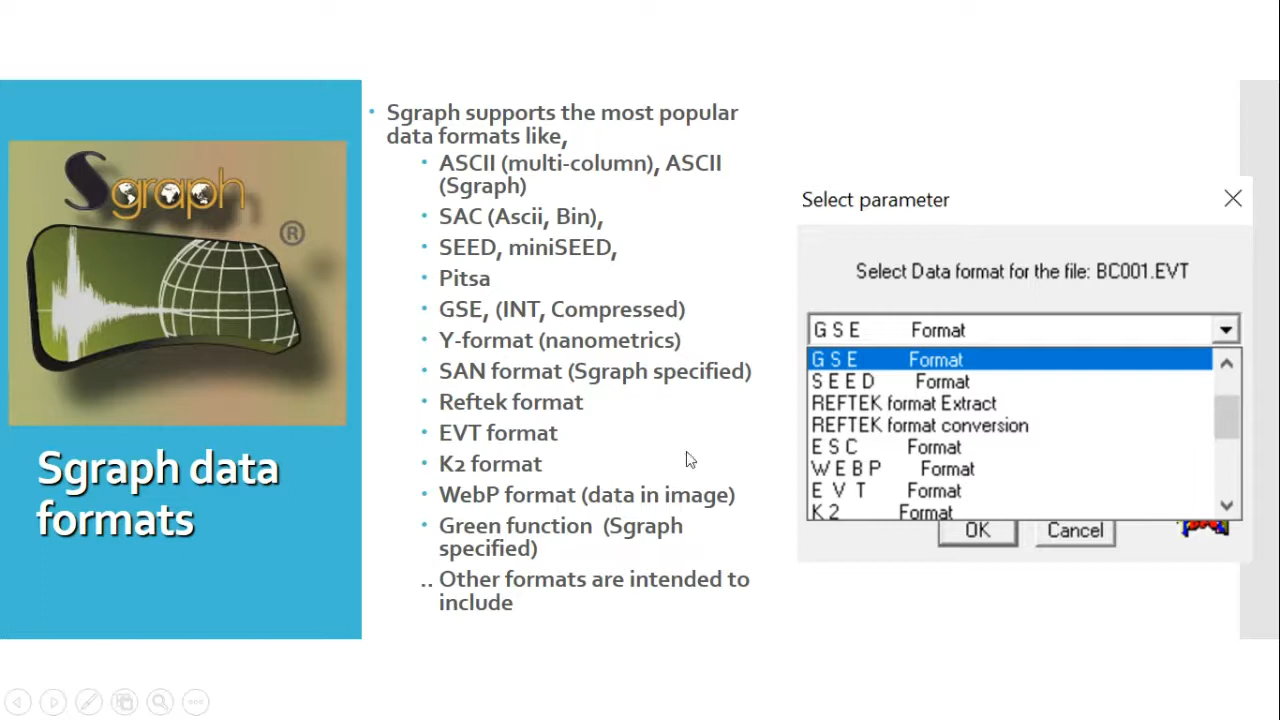 Sgraph
®
Sgraph data
formats
• Sgraph supports the most popular
data formats like,
• ASCII (multi-column), ASCII
(Sgraph)
• SAC (Ascii, Bin),
• SEED, miniSEED,
• Pitsa
• GSE, (INT, Compressed)
• Y-format (nanometrics)
• SAN format (Sgraph specified)
• Reftek format
• EVT format
• K2 format
• WebP format (data in image)
• Green function (Sgraph
specified)
.. Other formats are intended to
include
Select parameter
Select Data format for the file: BC001.EVT
G S E Format
G S E Format
S E E D Format
REFTEK format Extract
REFTEK format conversion
E S C Format
W E B P Format
E V T Format
K 2 Format
OK Cancel